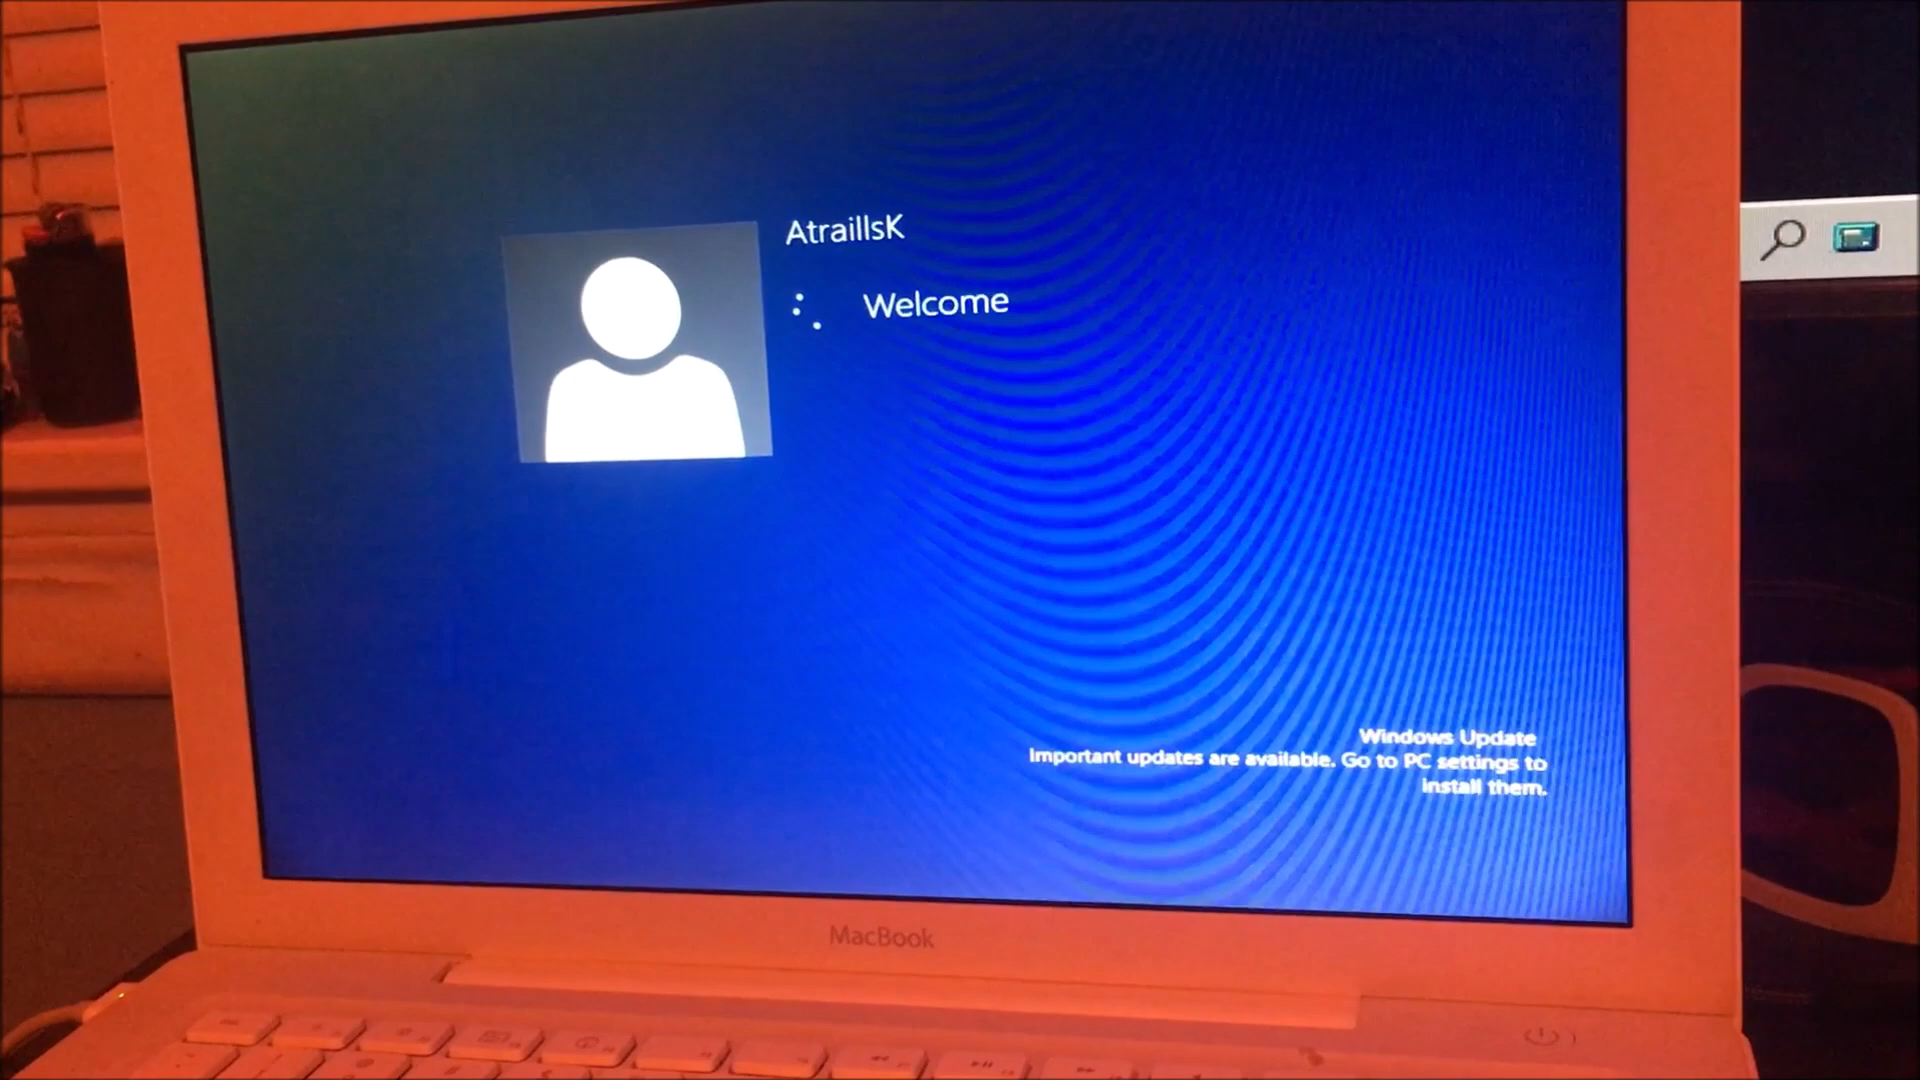 AtraillsK
Welcome
Windows Update
Important updates are available. Go to PC settings to
install them.
MacBook